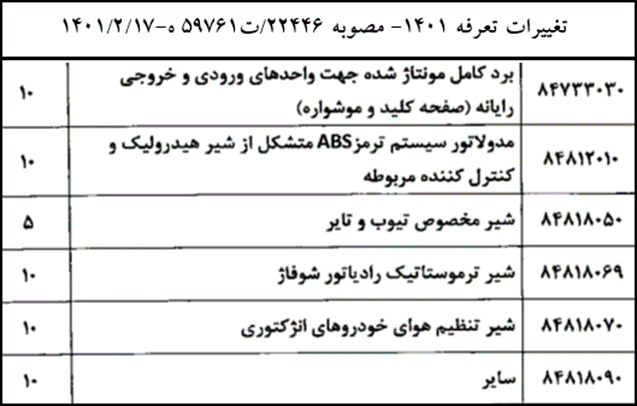 تغییرات تعرفه ۱۴۰۱- مصوبه ۲۲۴۴۶/ت۵۹۷۶۱ ه-۱۴۰۱/۲/۱۷
۸۴۷۳۳۰۳۰ برد کامل مونتاژ شده جهت واحدهای ورودی و خروجی
رایانه (صفحه کلید و موشواره) ۱۰
۸۴۸۱۲۰۱۰ مدولاتور سیستم ترمزABS متشکل از شیر هیدرولیک و
کنترل کننده مربوطه ۱۰
۸۴۸۱۸۰۵۰ شیر مخصوص تیوب و تایر ۵
۸۴۸۱۸۰۶۹ شیر ترموستاتیک رادیاتور شوفاژ ۱۰
۸۴۸۱۸۰۷۰ شیر تنظیم هوای خودروهای انژکتوری ۱۰
۸۴۸۱۸۰۹۰ سایر ۱۰